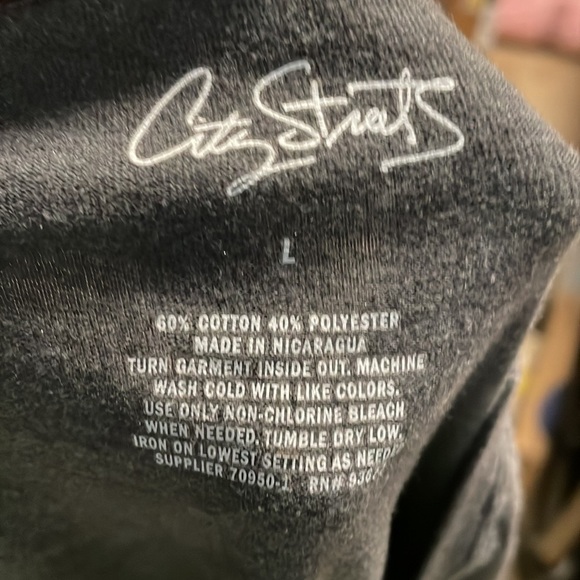 City Streets
L
60% COTTON 40% POLYESTER
MADE IN NICARAGUA
TURN GARMENT INSIDE OUT. MACHINE
WASH COLD WITH LIKE COLORS.
USE ONLY NON-CHLORINE BLEACH
WHEN NEEDED. TUMBLE DRY LOW.
IRON ON LOWEST SETTING AS
SUPPLIER 70950-1 RN#